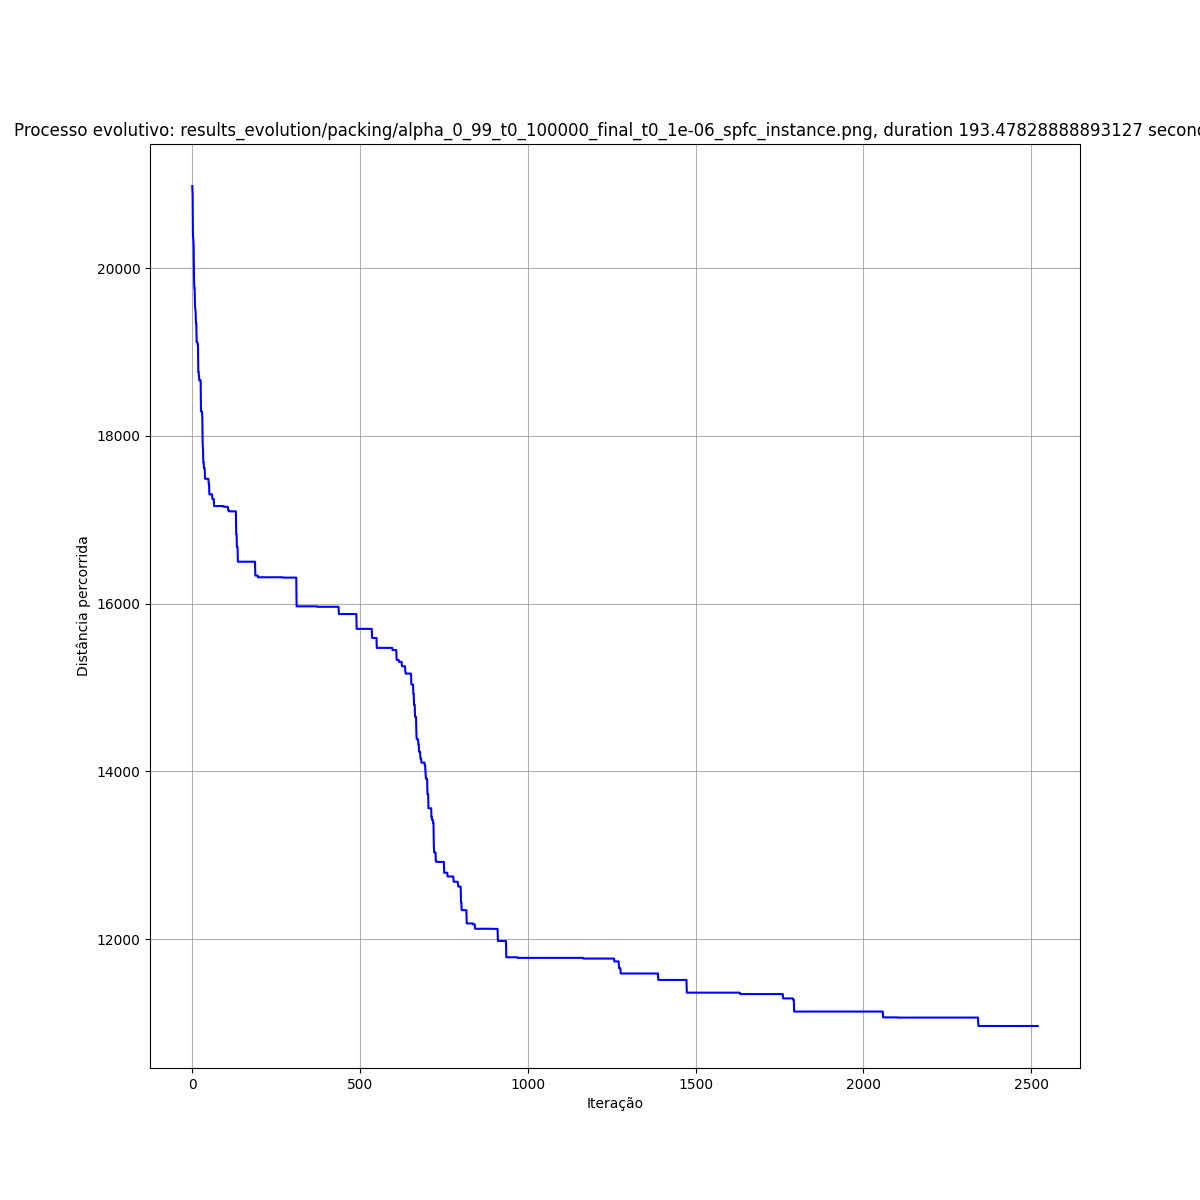 Processo evolutivo: results_evolution/packing/alpha_0_99_t0_100000_final_t0_1e-06_spfc_instance.png, duration 193.47828888893127 secon
20000
18000
16000
14000
12000
Distância percorrida
0 500 1000 1500 2000 2500
Iteração